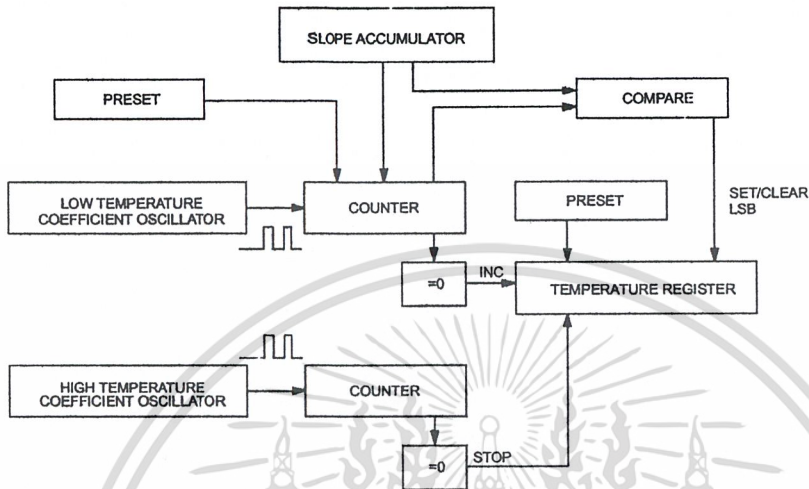 SLOPE ACCUMULATOR
PRESET
COMPARE
LOW TEMPERATURE
COEFFICIENT OSCILLATOR
COUNTER
PRESET
SET/CLEAR
LSB
=0
INC
TEMPERATURE REGISTER
HIGH TEMPERATURE
COEFFICIENT OSCILLATOR
COUNTER
=0
STOP